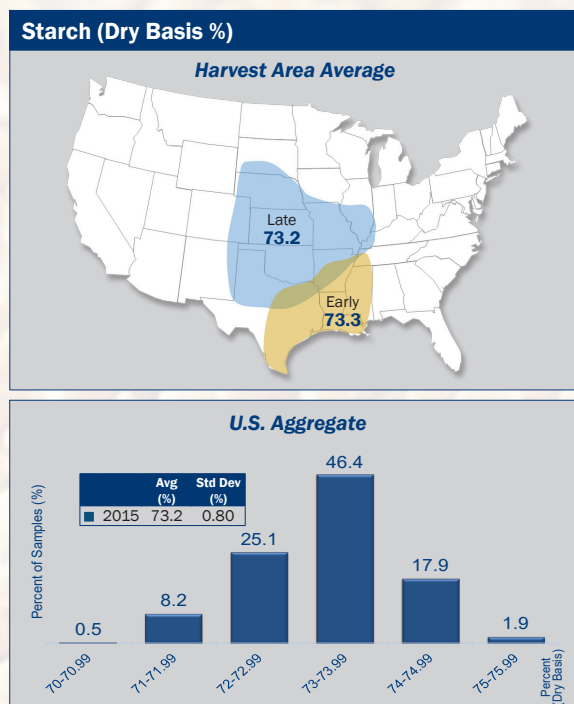 Starch (Dry Basis %)
Harvest Area Average
Late
73.2
Early
73.3
U.S. Aggregate
Avg Std Dev
(%) (%)
2015 73.2 0.80
Percent of Samples (%)
0.5
8.2
25.1
46.4
17.9
1.9
70-70.99
71-71.99
72-72.99
73-73.99
74-74.99
75-75.99
Percent
(Dry Basis)